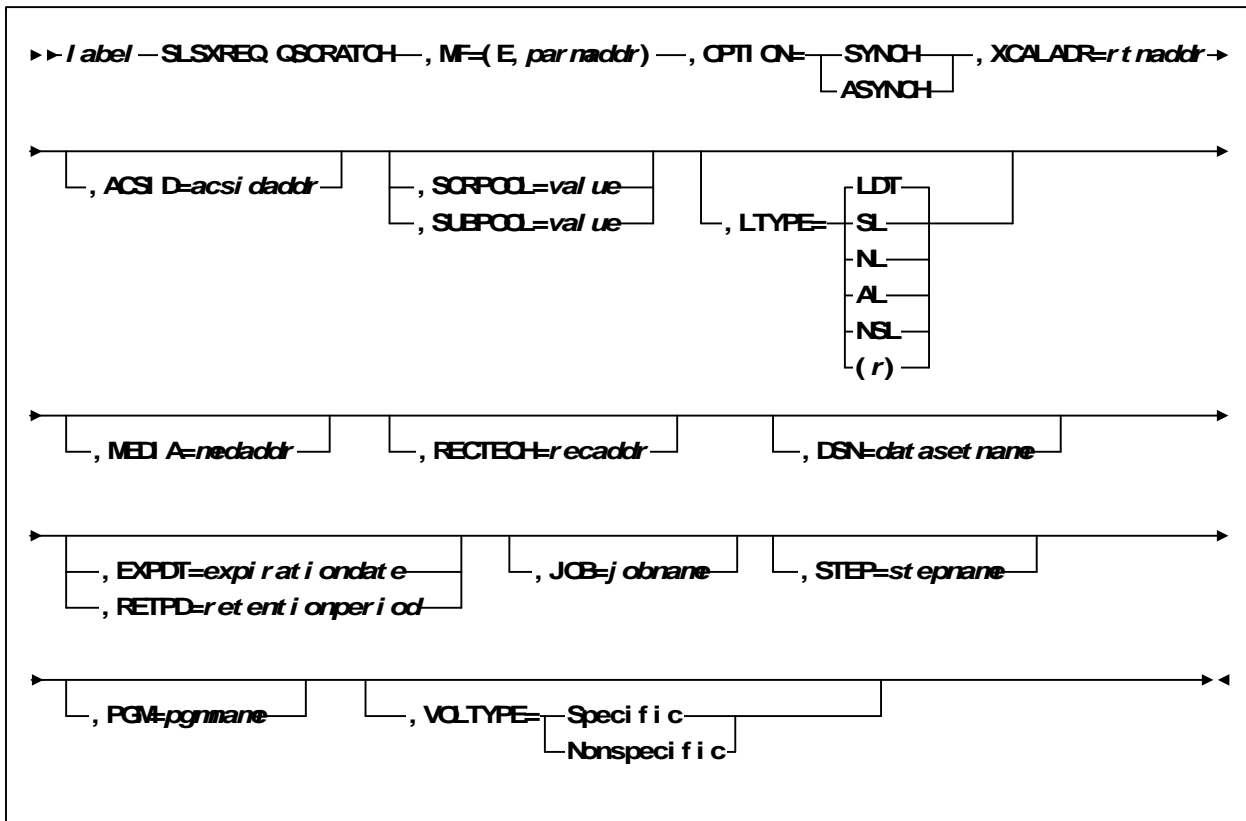 label SLSXREQ QSCRATCH , MF=(E, parmaddr) , OPTION= SYNCH , XCALADR=rtnaddr
ASYNCH
, ACSID=acsidaddr , SCRPOOL=value LDT
, SUBPOOL=value , LTYPE= SL
NL
AL
NSL
(r)
, MEDIA=medaddr , RECTECH=recaddr , DSN=datasetname
, EXPDT=expirationdate , JOB=jobname , STEP=stepname
, RETPD=retentionperiod
, PGM=pgmname , VOLTYPE= Specific
Nonspecific